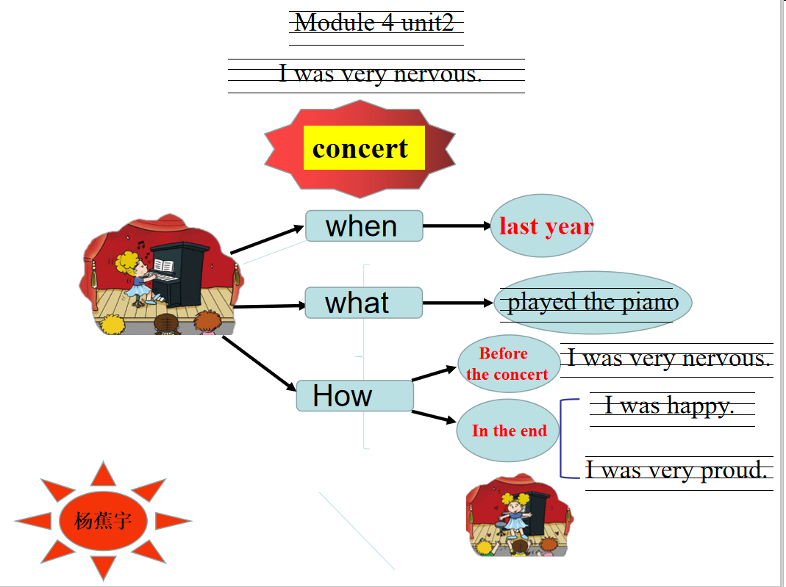 Module 4 unit2
I was very nervous.
concert
when
last year
what
played the piano
How
Before
the concert
I was very nervous.
In the end
I was happy.
I was very proud.
杨蕉宇